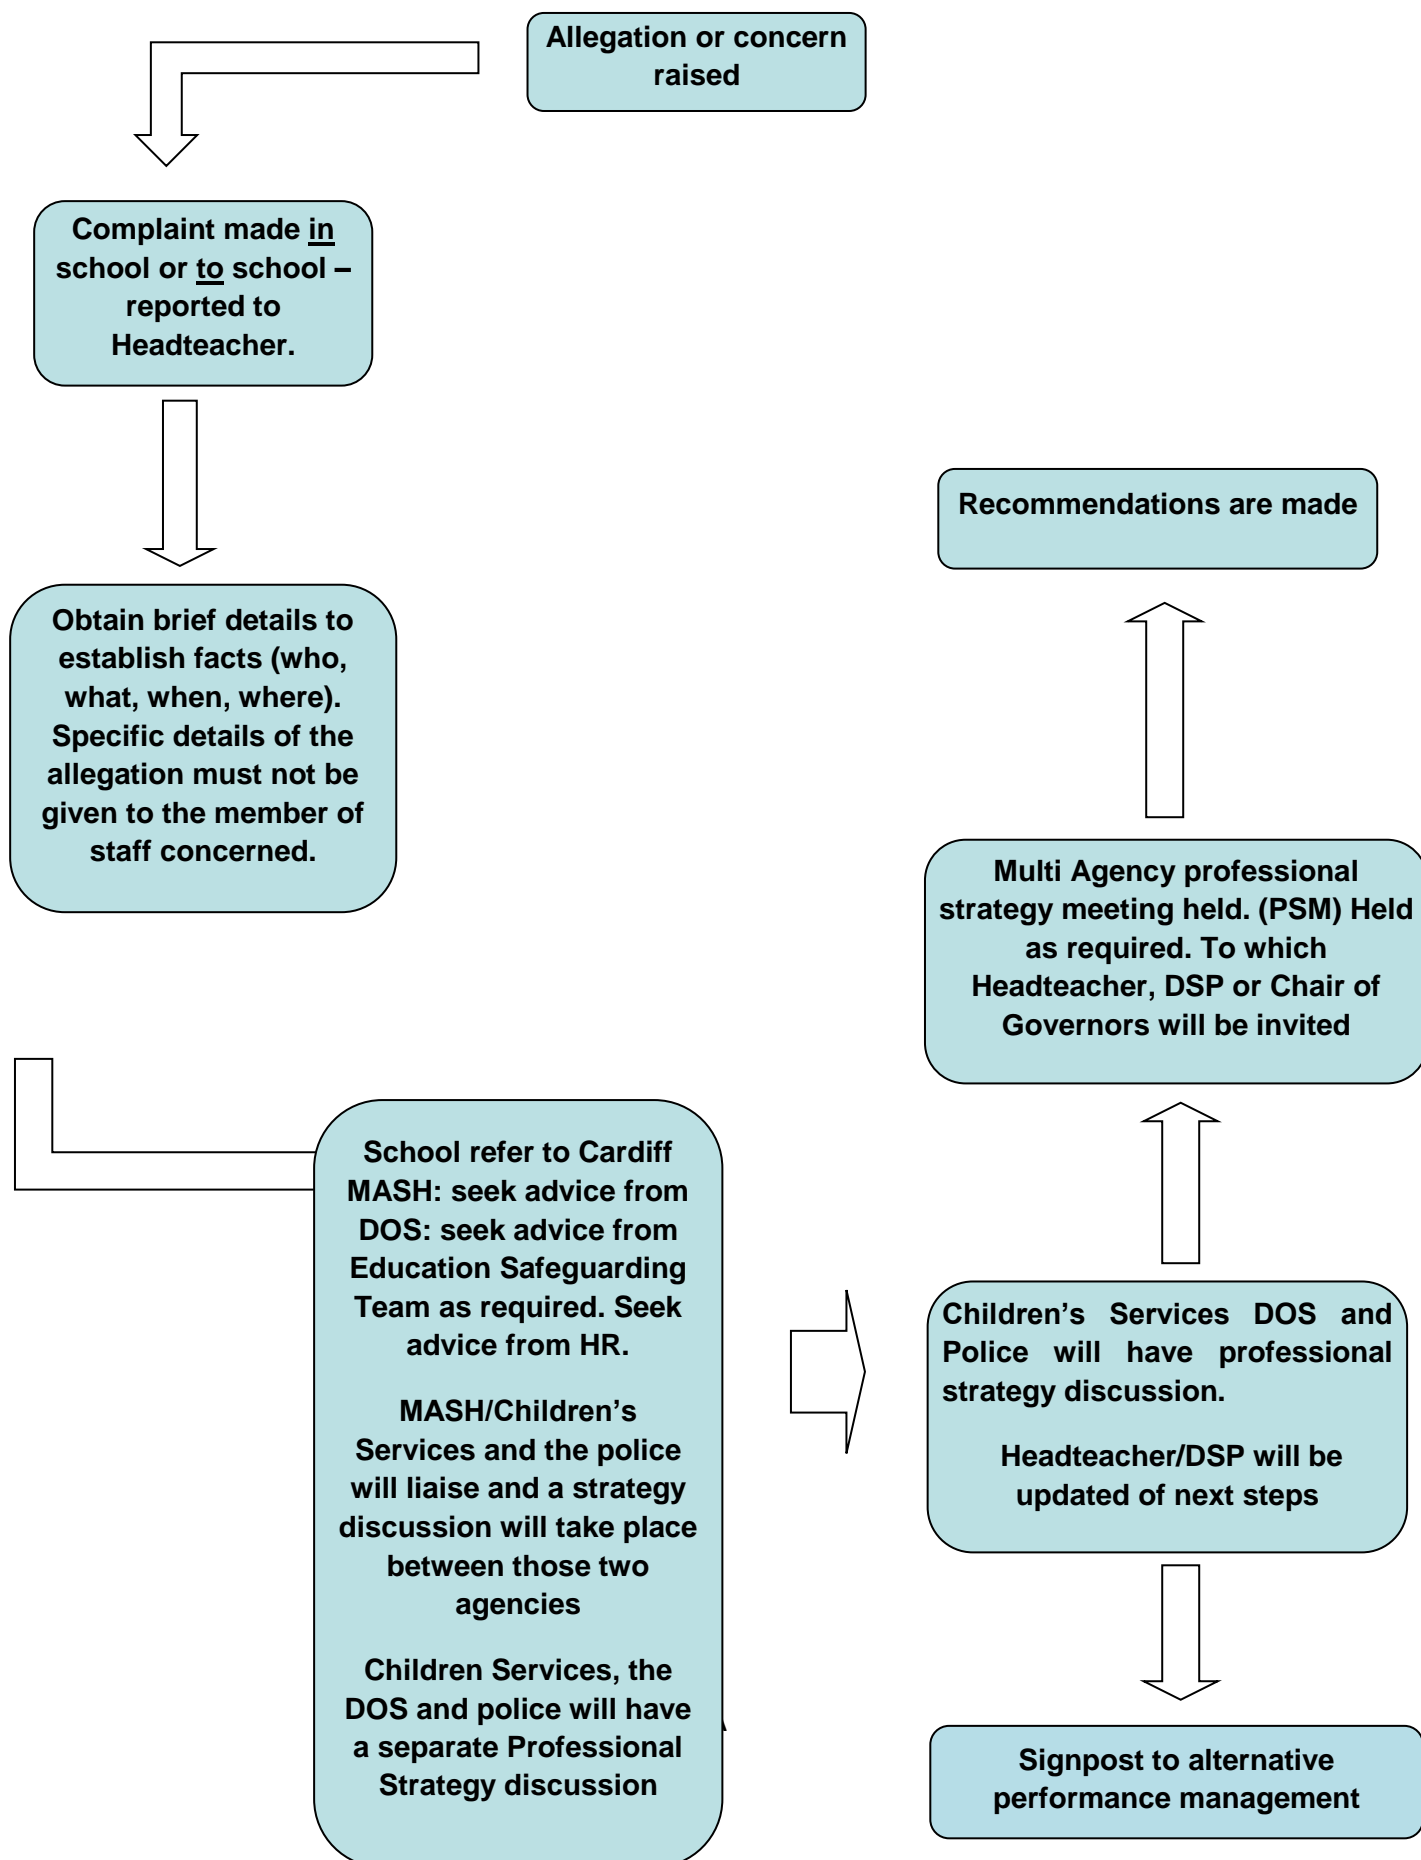 Allegation or concern
raised
Complaint made in
school or to school –
reported to
Headteacher.
Obtain brief details to
establish facts (who,
what, when, where).
Specific details of the
allegation must not be
given to the member of
staff concerned.
School refer to Cardiff
MASH: seek advice from
DOS: seek advice from
Education Safeguarding
Team as required. Seek
advice from HR.
MASH/Children’s
Services and the police
will liaise and a strategy
discussion will take place
between those two
agencies
Children Services, the
DOS and police will have
a separate Professional
Strategy discussion
Children’s Services DOS and
Police will have professional
strategy discussion.
Headteacher/DSP will be
updated of next steps
Multi Agency professional
strategy meeting held. (PSM) Held
as required. To which
Headteacher, DSP or Chair of
Governors will be invited
Recommendations are made
Signpost to alternative
performance management